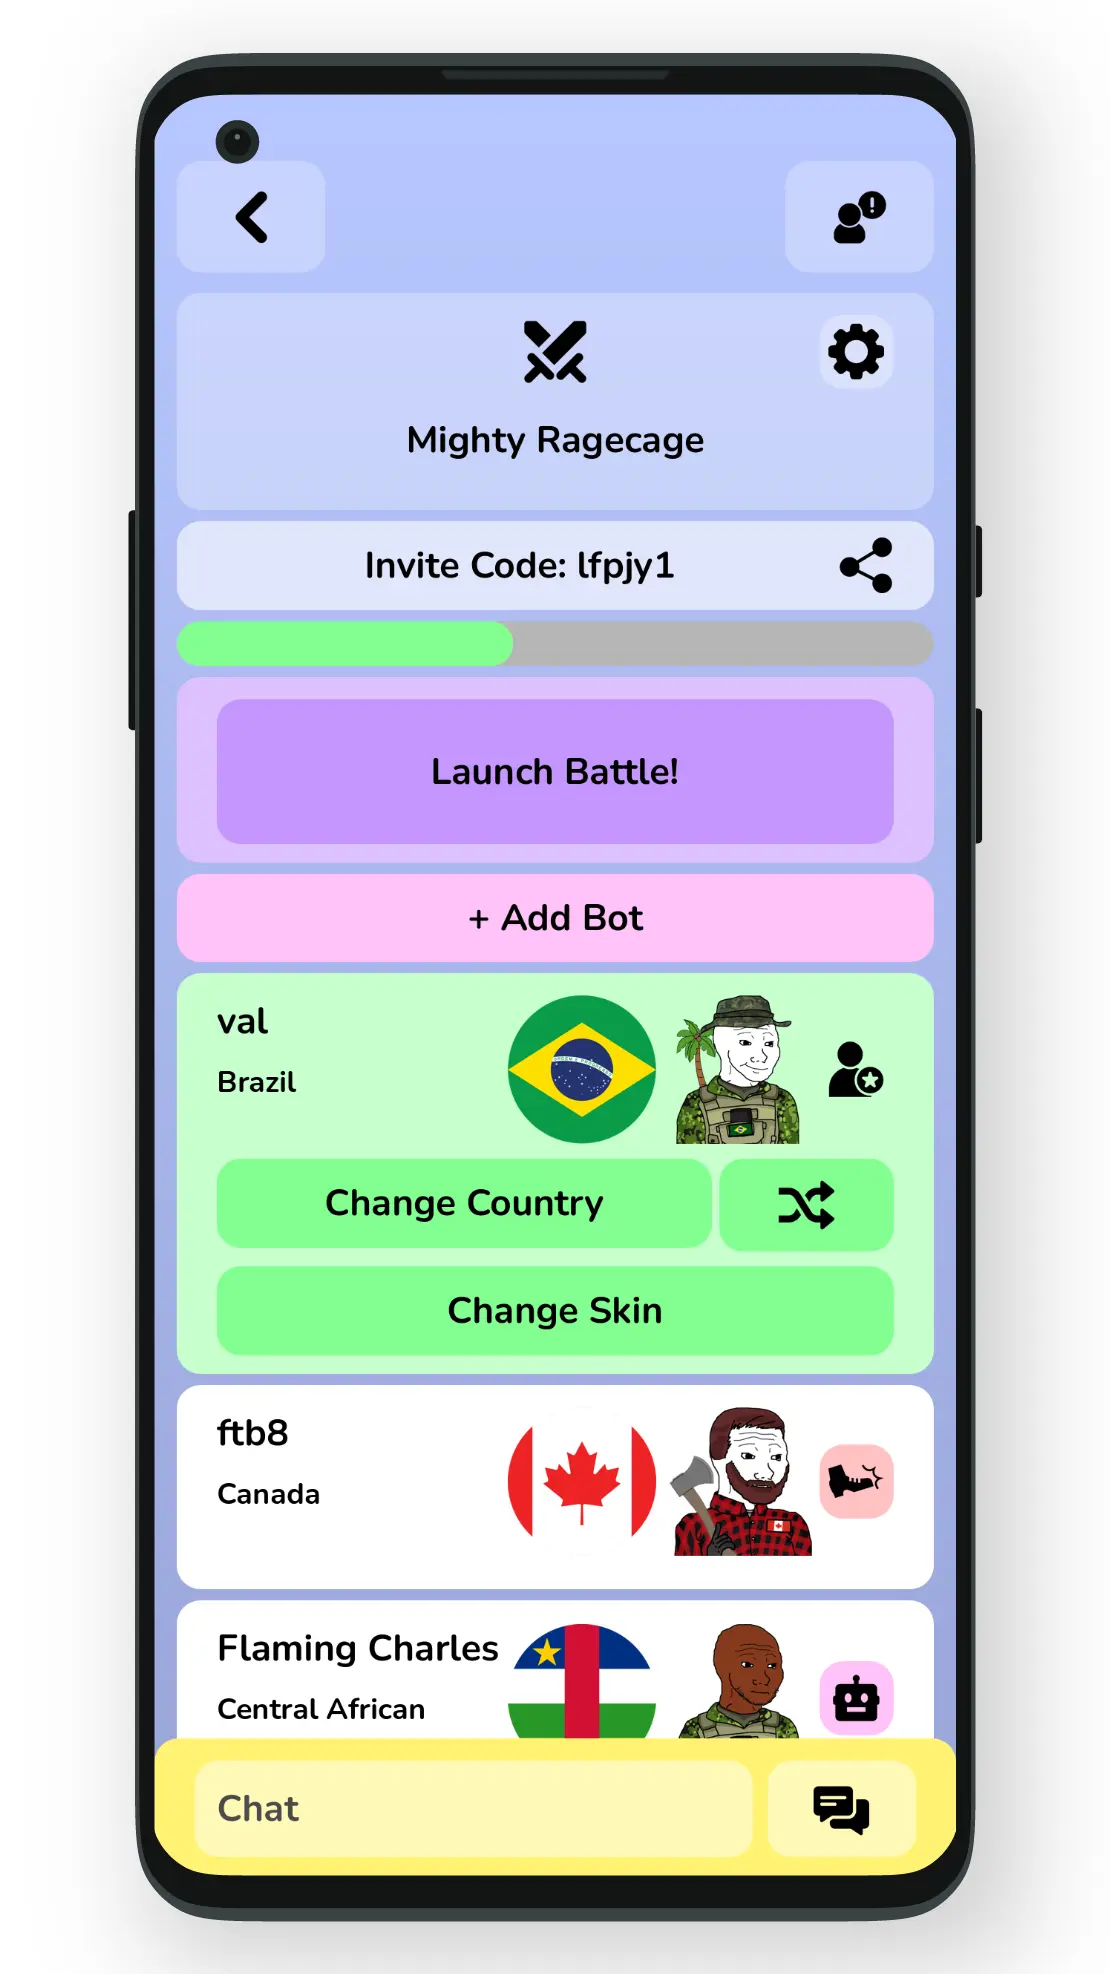 Mighty Ragecage
Invite Code: lfpjy1
Launch Battle!
+ Add Bot
val
Brazil
Change Country
Change Skin
ftb8
Canada
Flaming Charles
Central African
Chat